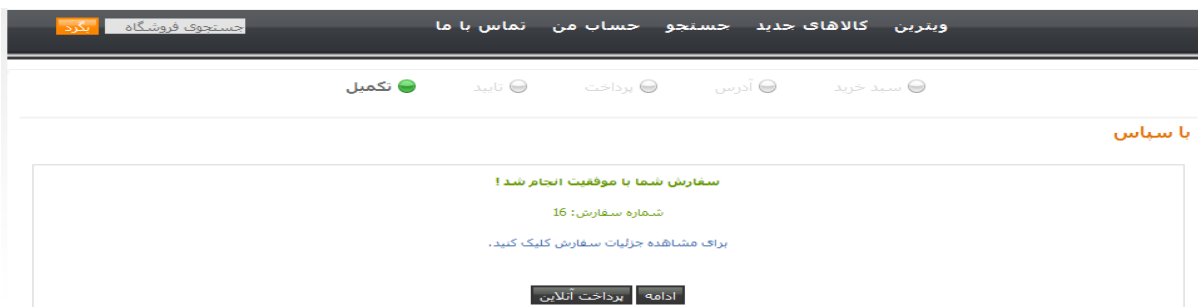 ویترین کالاهای جدید جستجو حساب من تماس با ما جستجوی فروشگاه بگرد
سبد خرید آدرس پرداخت تایید تکمیل
با سپاس
سفارش شما با موفقیت انجام شد !
شماره سفارش: 16
برای مشاهده جزئیات سفارش کلیک کنید.
ادامه پرداخت آنلاین